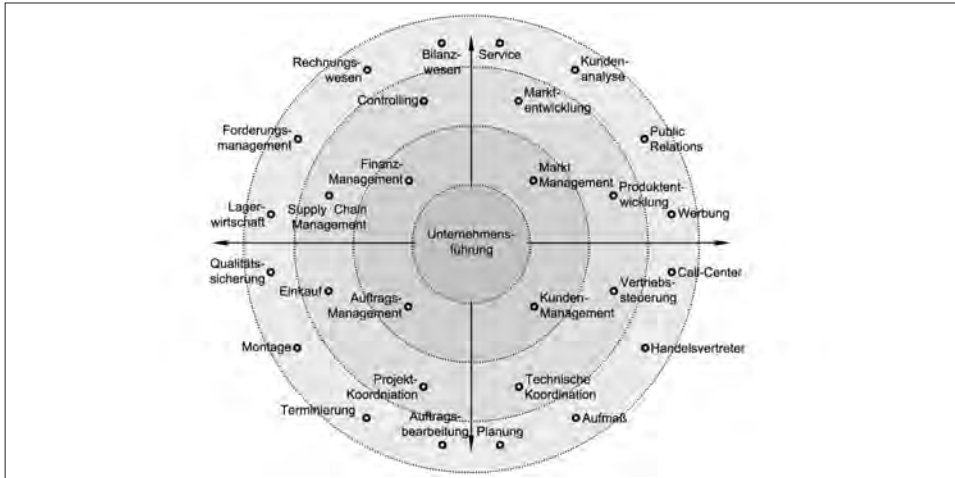 Bilanz-
wesen
Service
Rechnungs-
wesen
Kunden-
analyse
Controlling
Markt-
entwicklung
Forderungs-
management
Public
Relations
Finanz-
Management
Markt
Management
Supply Chain
Management
Produktent-
wicklung
Lager-
wirtschaft
Werbung
Unternehmens-
führung
Qualitäts-
sicherung
Call-Center
Einkauf
Vertriebs-
steuerung
Auftrags-
Management
Kunden-
Management
Montage
Handelsvertreter
Projekt-
Koordniation
Technische
Koordination
Terminierung
Auftrags-
bearbeitung
Planung
Aufmaß